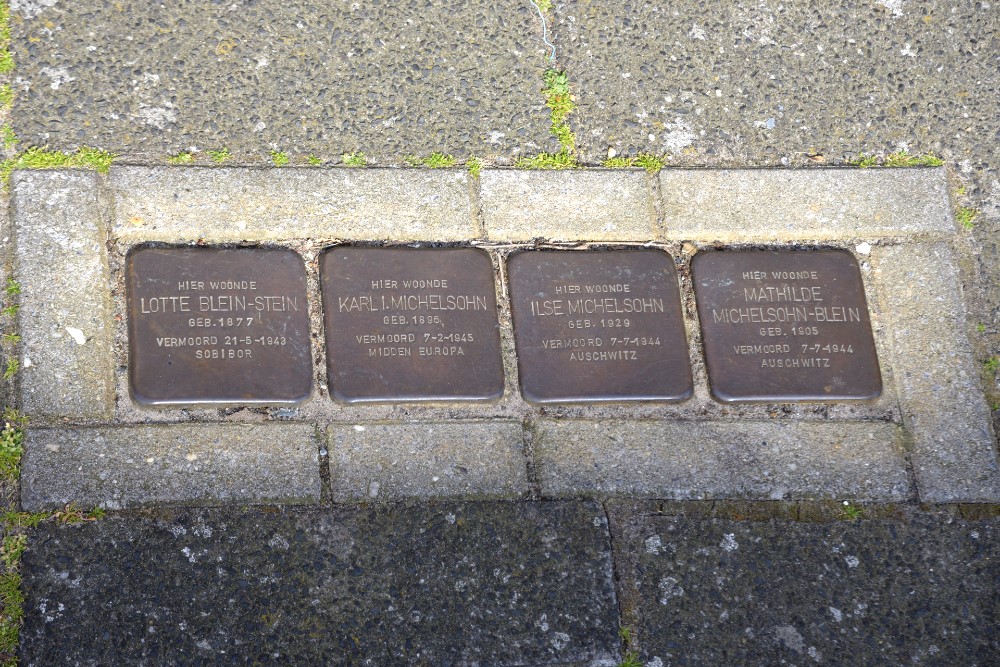 HIER WOONDE
LOTTE BLEIN-STEIN
GEB. 1877
VERMOORD 21-5-1943
SOBIBOR
HIER WOONDE
KARL I. MICHELSOHN
GEB. 1895
VERMOORD 7-2-1945
MIDDEN EUROPA
HIER WOONDE
ILSE MICHELSOHN
GEB. 1929
VERMOORD 7-7-1944
AUSCHWITZ
HIER WOONDE
MATHILDE
MICHELSOHN-BLEIN
GEB. 1905
VERMOORD 7-7-1944
AUSCHWITZ